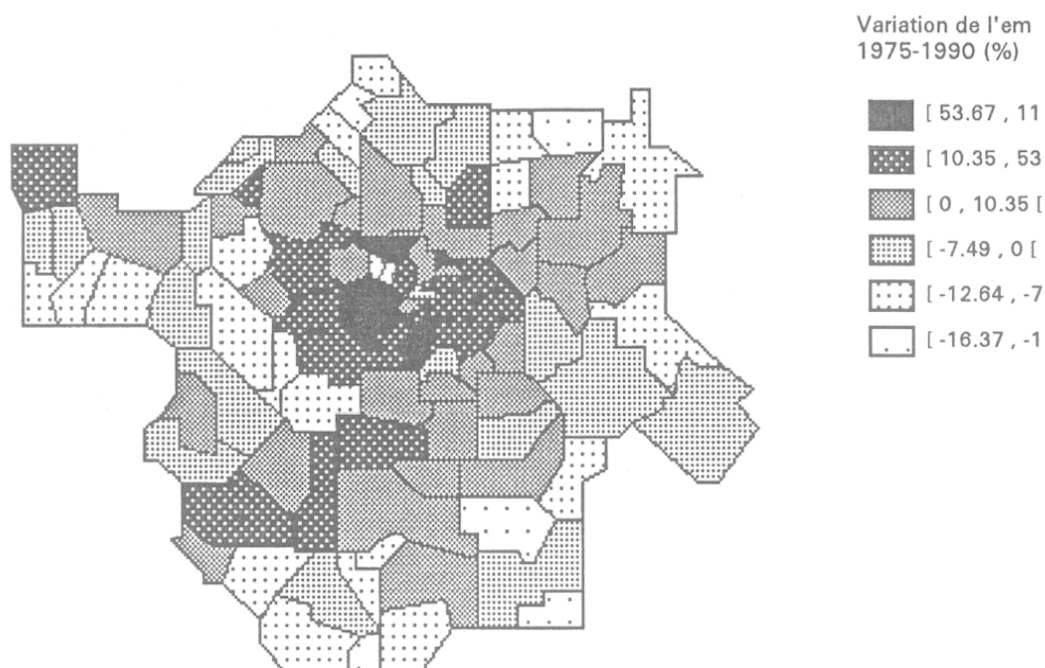 Variation de l'em
1975-1990 (%)
[ 53.67 , 11
[ 10.35 , 53
[ 0 , 10.35 [
[ -7.49 , 0 [
[ -12.64 , -7
[ -16.37 , -1